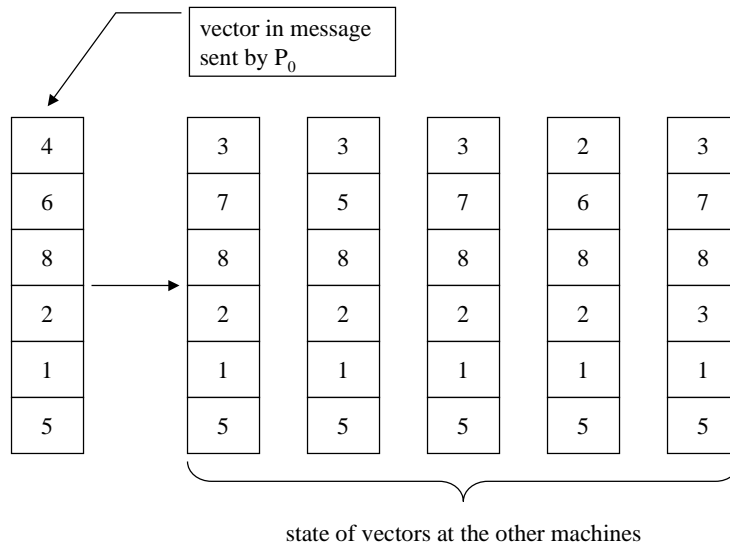 vector in message
sent by P₀
4 3 3 3 2 3
6 7 5 7 6 7
8 8 8 8 8 8
2 2 2 2 2 3
1 1 1 1 1 1
5 5 5 5 5 5
state of vectors at the other machines